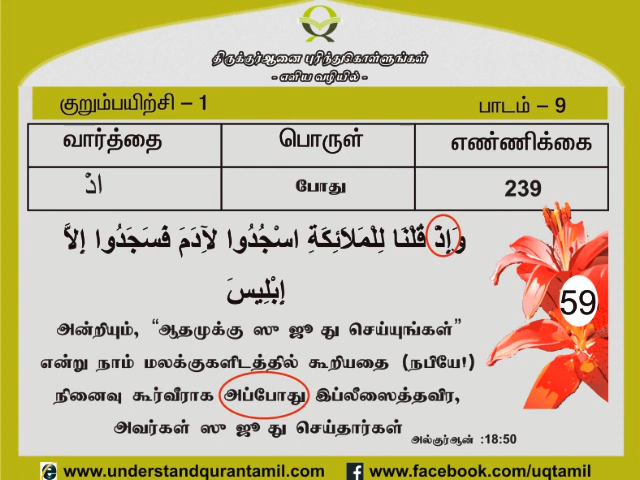 திருக்குர்ஆனை புரிந்துகொள்ளுங்கள்
- எளிய வழியில் -
குறும்பயிற்சி – 1 பாடம் – 9
வார்த்தை பொருள் எண்ணிக்கை
اذْ போது 239
وَإِذْ قُلْنَا لِلْمَلَائِكَةِ اسْجُدُوا لِآدَمَ فَسَجَدُوا إِلَّا
إِبْلِيسَ
59
அன்றியும், “ஆதமுக்கு ஸு ஜூ து செய்யுங்கள்”
என்று நாம் மலக்குகளிடத்தில் கூறியதை (நபியே!)
நினைவு கூர்வீராக அப்போது இப்லீஸைத்தவிர,
அவர்கள் ஸு ஜூ து செய்தார்கள் அல்குர்ஆன் :18:50
www.understandqurantamil.com www.facebook.com/uqtamil